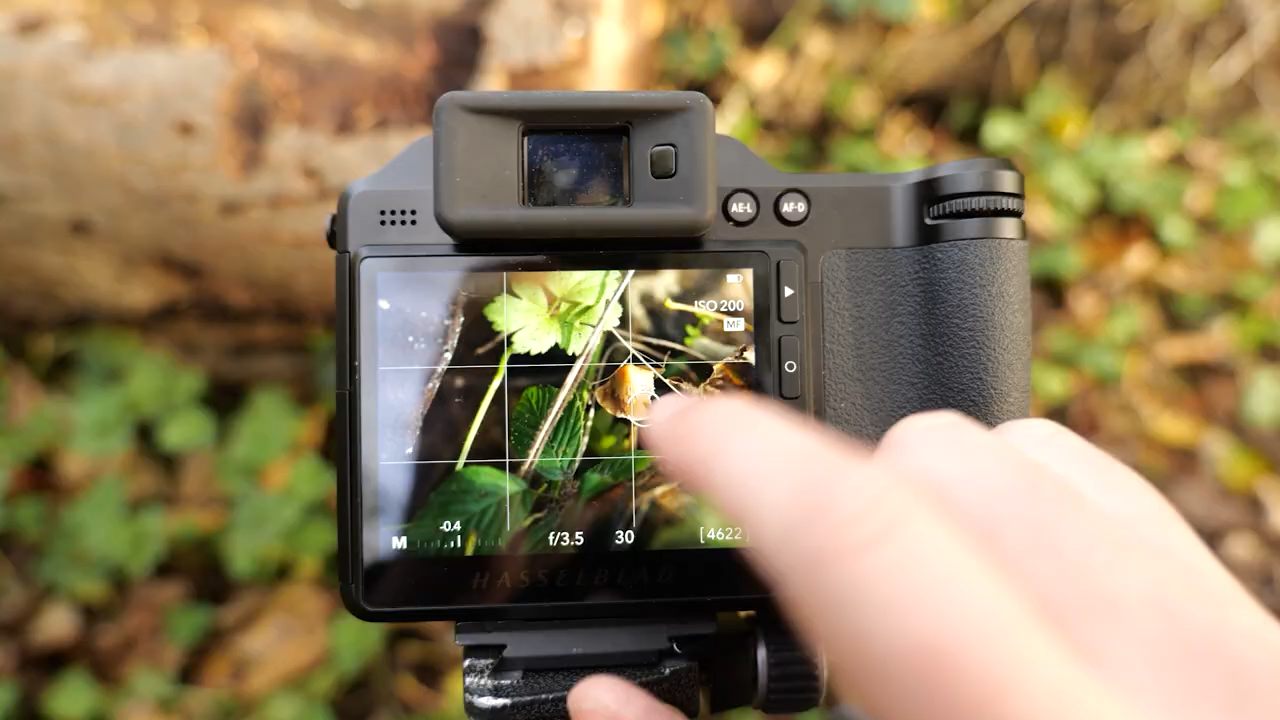 AE-L AF-D
ISO 200
MF
-0.4
M f/3.5 30 [4622]
HASSELBLAD